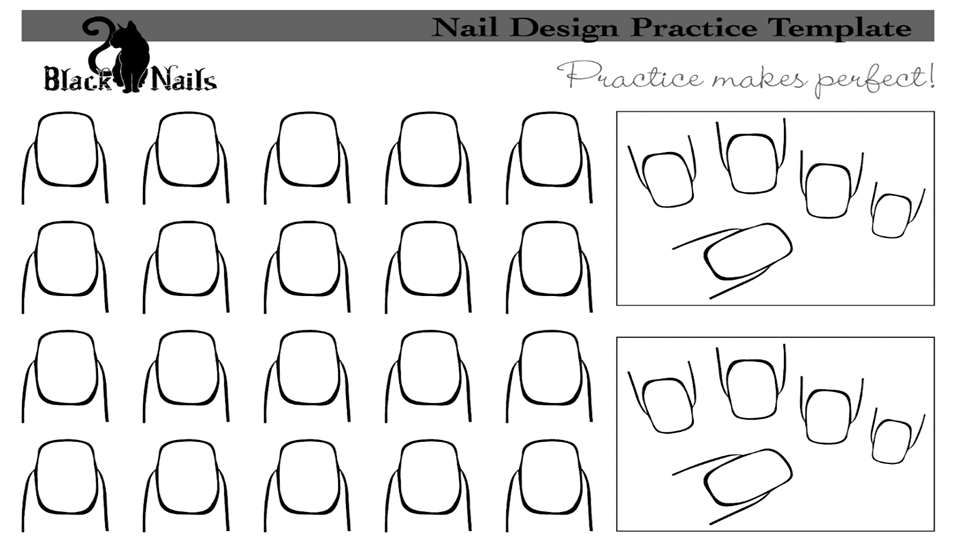 Nail Design Practice Template
Black Nails
Practice makes perfect!